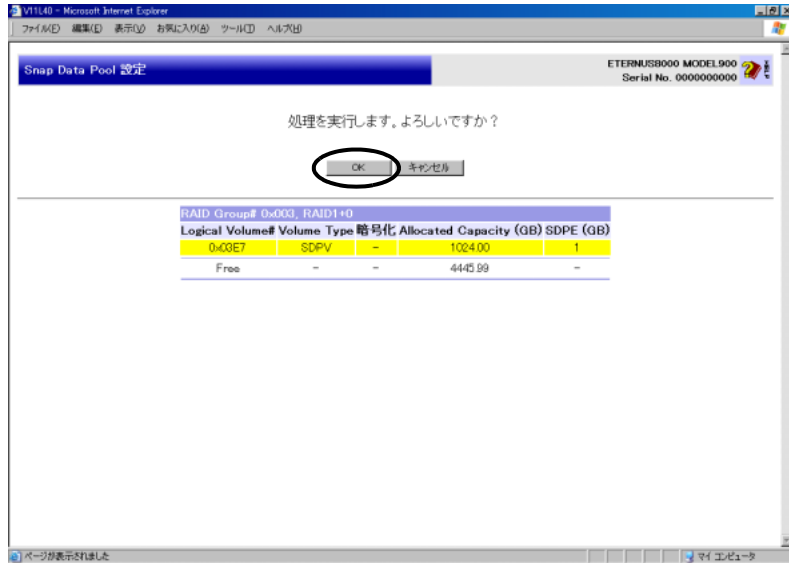 V11L40 - Microsoft Internet Explorer
ファイル(F) 編集(E) 表示(V) お気に入り(A) ツール(T) ヘルプ(H)
Snap Data Pool 設定
ETERNUS8000 MODEL900
Serial No. 0000000000
HELP
処理を実行します。よろしいですか？
OK キャンセル
RAID Group# 0x003, RAID1+0
Logical Volume# Volume Type 暗号化 Allocated Capacity (GB) SDPE (GB)
0x03E7 SDPV - 1024.00 1
Free - - 4445.99 -
ページが表示されました
マイ コンピュータ